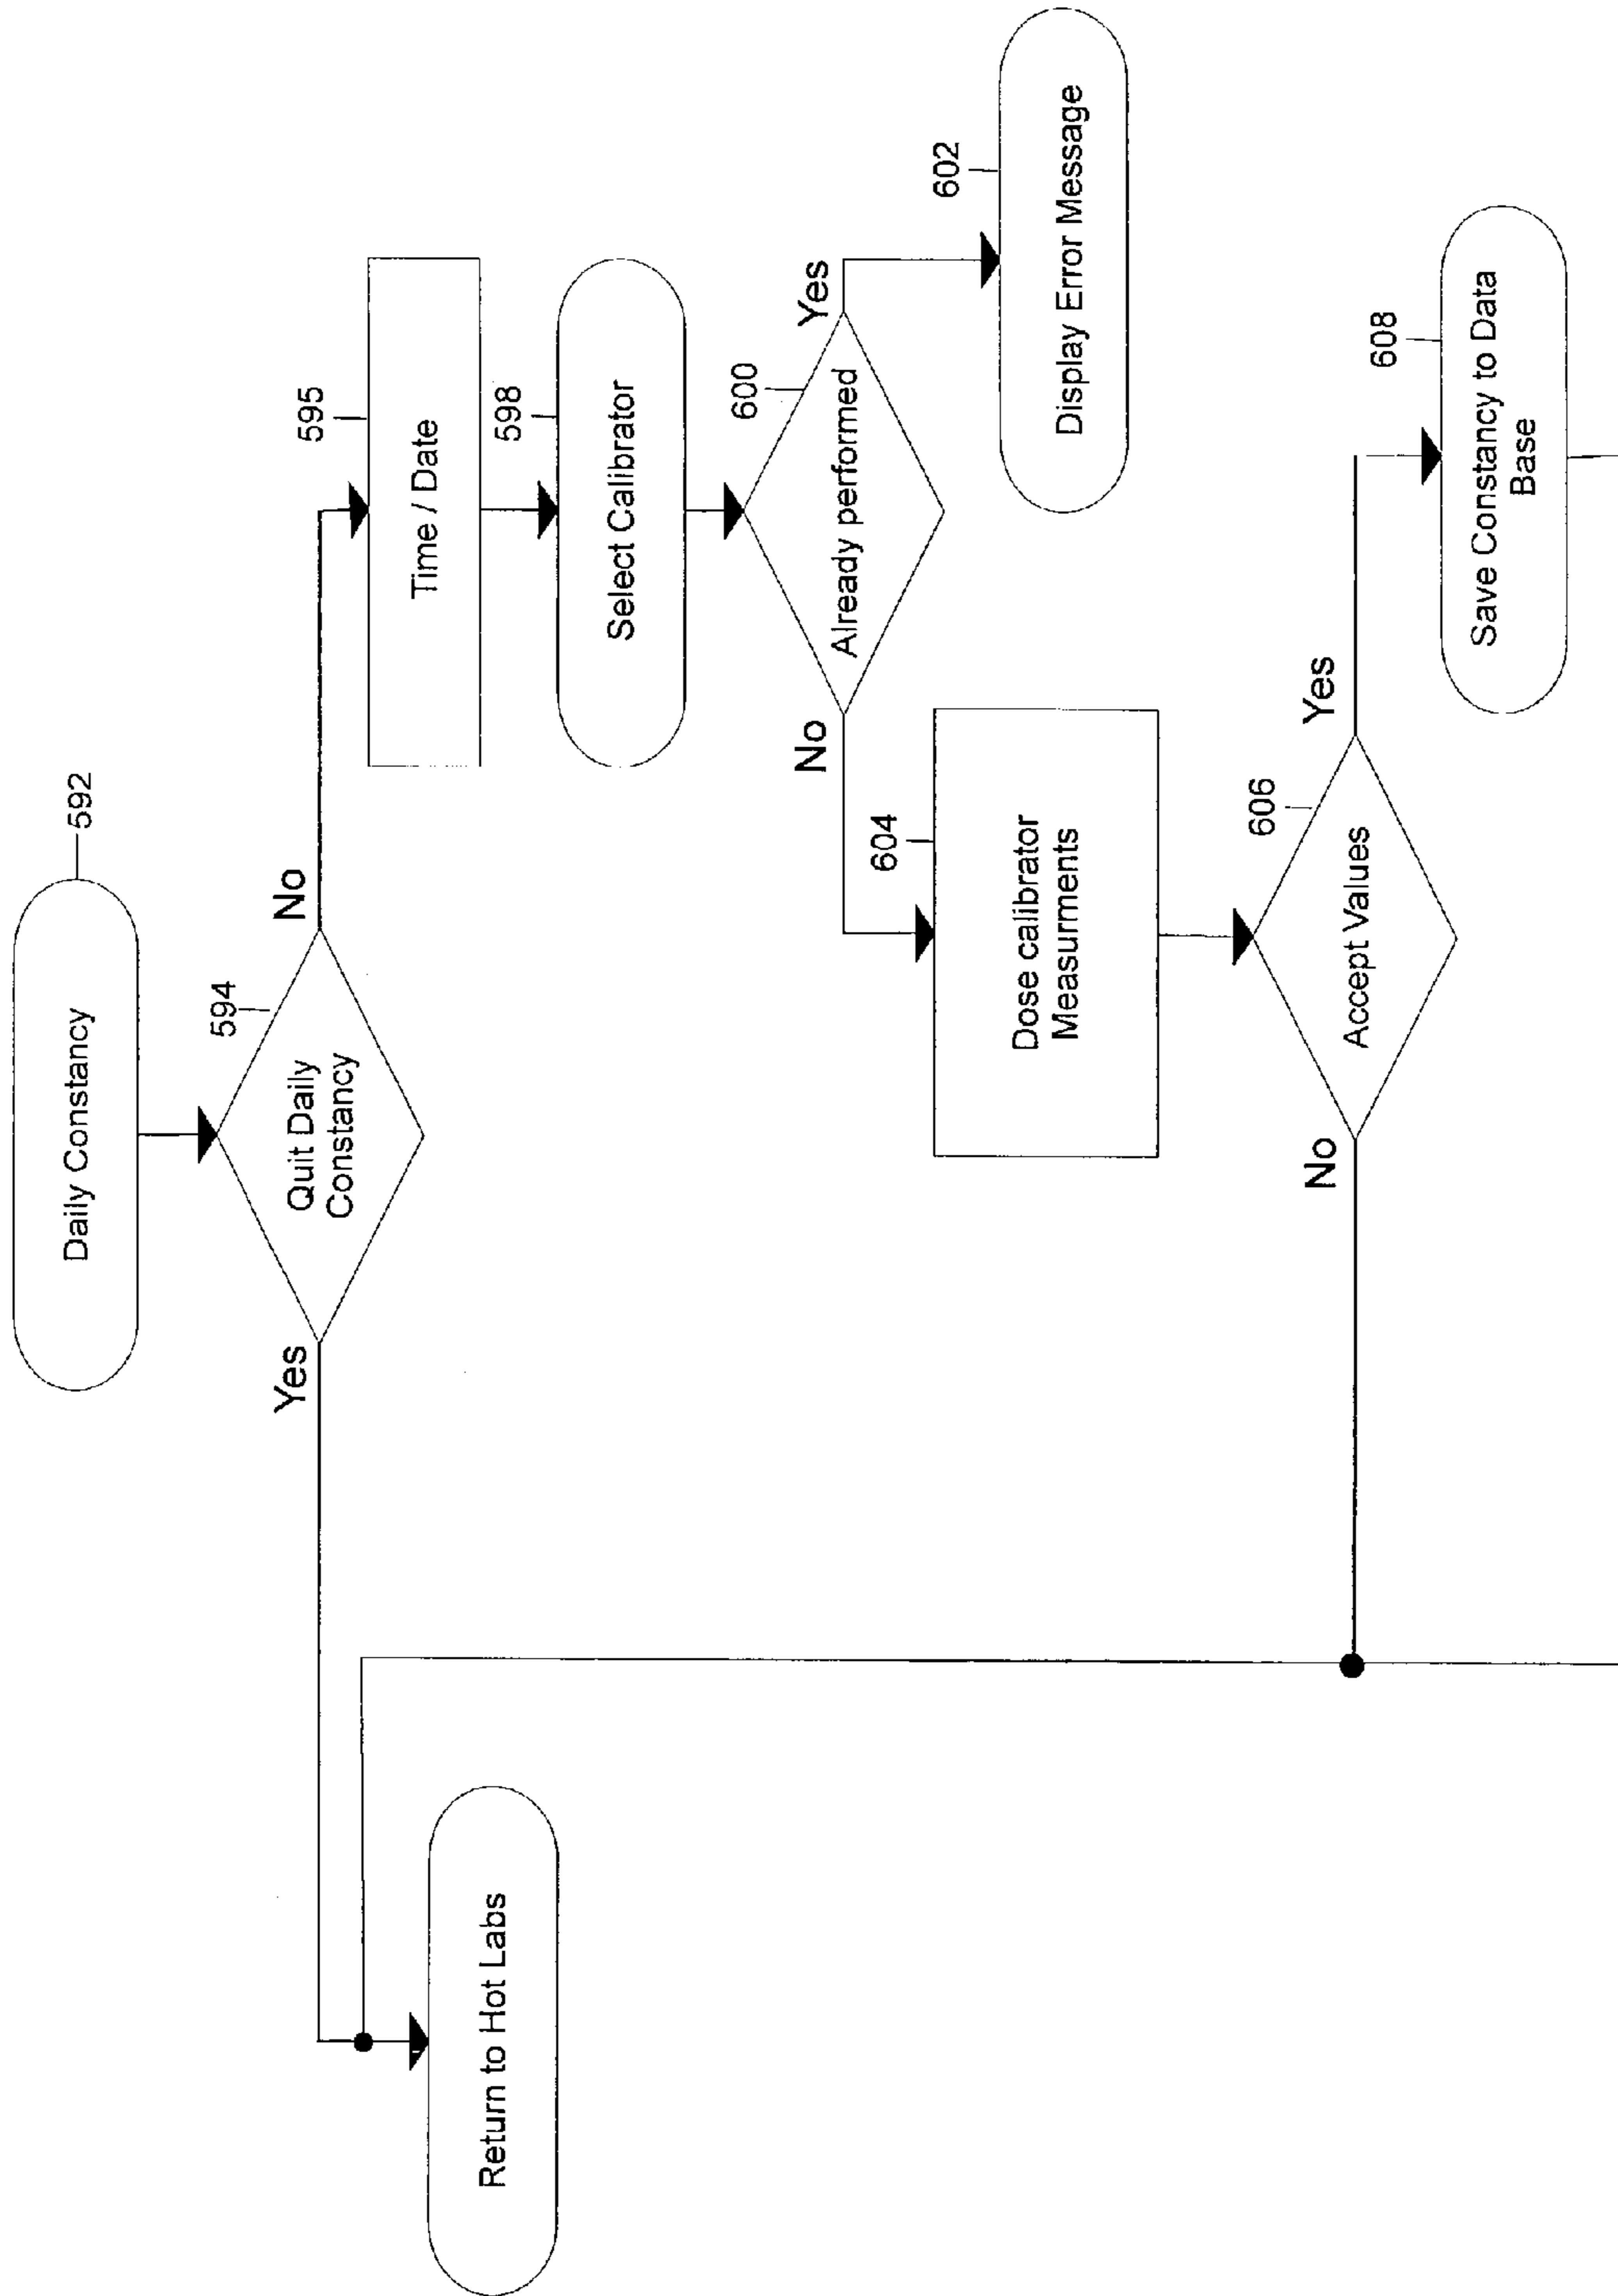 Daily Constancy
592
594
Quit Daily
Constancy
Yes
No
595
Time / Date
598
Select Calibrator
600
Already performed
Yes
No
602
Display Error Message
604
Dose calibrator
Measurments
606
Accept Values
No
Yes
608
Save Constancy to Data
Base
Return to Hot Labs